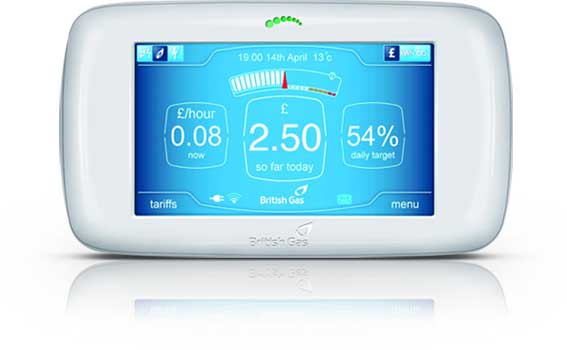 £
19:00 14th April 13°c
£/hour
0.08
now
£
2.50
so far today
54%
daily target
British Gas
tariffs
menu
British Gas